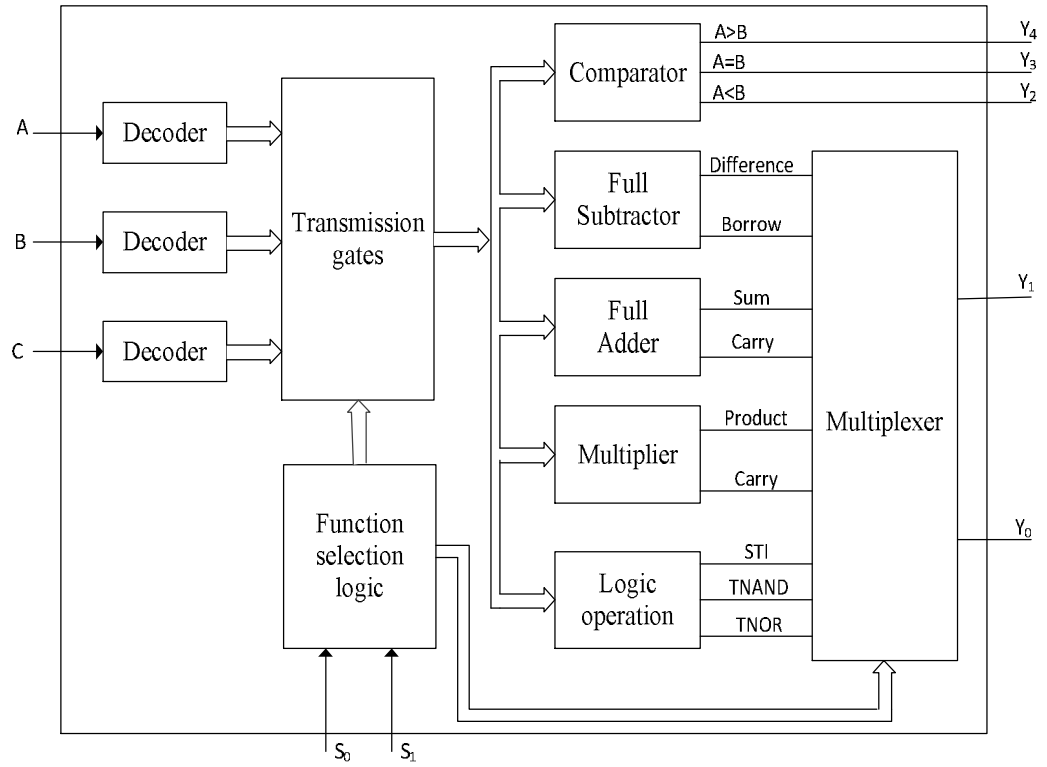 A
B
C
Decoder
Decoder
Decoder
Transmission
gates
Function
selection
logic
S0
S1
Comparator
A>B
A=B
A<B
Y4
Y3
Y2
Full
Subtractor
Difference
Borrow
Full
Adder
Sum
Carry
Multiplier
Product
Carry
Logic
operation
STI
TNAND
TNOR
Multiplexer
Y1
Y0